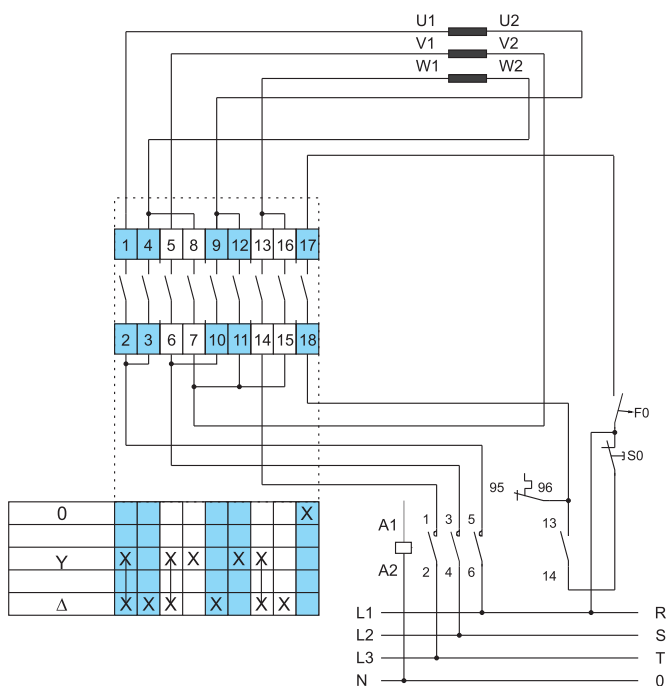 U1 U2
V1 V2
W1 W2
1 4 5 8 9 12 13 16 17
2 3 6 7 10 11 14 15 18
F0
S0
95 96
0 X
Y X X X X X
Δ X X X X X X
A1 1 3 5 13
A2 2 4 6 14
L1 R
L2 S
L3 T
N 0